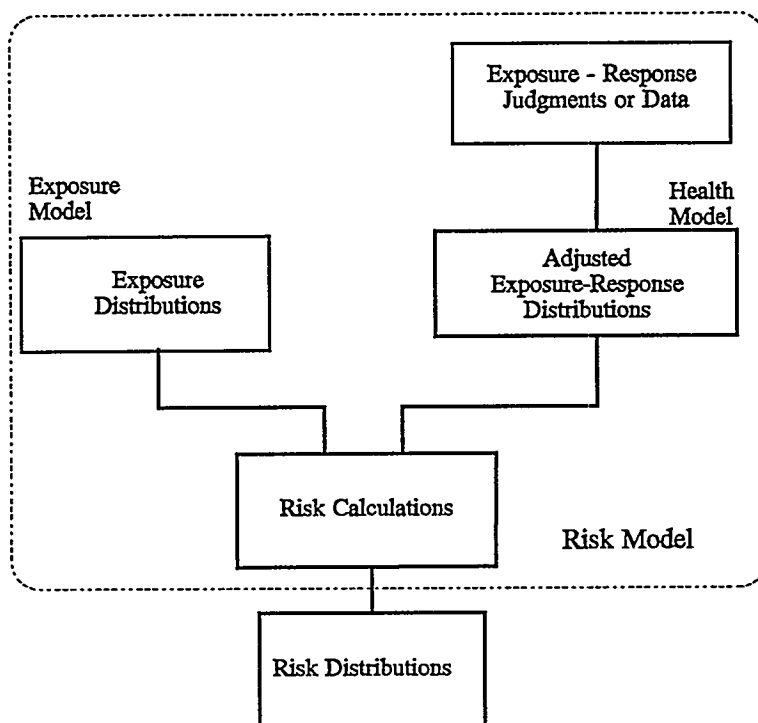 Exposure - Response
Judgments or Data
Exposure
Model
Health
Model
Exposure
Distributions
Adjusted
Exposure-Response
Distributions
Risk Calculations
Risk Model
Risk Distributions